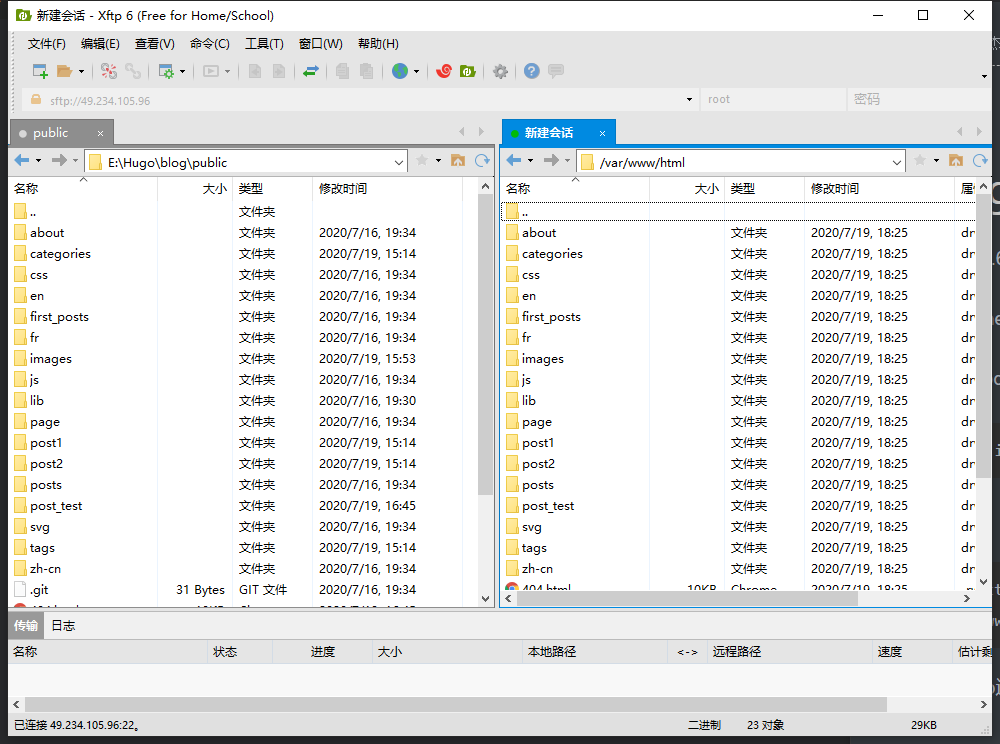 新建会话 - Xftp 6 (Free for Home/School)
文件(F) 编辑(E) 查看(V) 命令(C) 工具(T) 窗口(W) 帮助(H)
sftp://49.234.105.96 root 密码
public × 新建会话 ×
E:\Hugo\blog\public /var/www/html
名称 大小 类型 修改时间 名称 大小 类型 修改时间
.. 文件夹 ..
about 文件夹 2020/7/16, 19:34 about 文件夹 2020/7/19, 18:25 dr
categories 文件夹 2020/7/19, 15:14 categories 文件夹 2020/7/19, 18:25 dr
css 文件夹 2020/7/16, 19:34 css 文件夹 2020/7/19, 18:25 dr
en 文件夹 2020/7/16, 19:34 en 文件夹 2020/7/19, 18:25 dr
first_posts 文件夹 2020/7/16, 19:34 first_posts 文件夹 2020/7/19, 18:25 dr
fr 文件夹 2020/7/16, 19:34 fr 文件夹 2020/7/19, 18:25 dr
images 文件夹 2020/7/19, 15:53 images 文件夹 2020/7/19, 18:25 dr
js 文件夹 2020/7/16, 19:34 js 文件夹 2020/7/19, 18:25 dr
lib 文件夹 2020/7/16, 19:30 lib 文件夹 2020/7/19, 18:25 dr
page 文件夹 2020/7/16, 19:34 page 文件夹 2020/7/19, 18:25 dr
post1 文件夹 2020/7/19, 15:14 post1 文件夹 2020/7/19, 18:25 dr
post2 文件夹 2020/7/19, 15:14 post2 文件夹 2020/7/19, 18:25 dr
posts 文件夹 2020/7/16, 19:34 posts 文件夹 2020/7/19, 18:25 dr
post_test 文件夹 2020/7/19, 16:45 post_test 文件夹 2020/7/19, 18:25 dr
svg 文件夹 2020/7/16, 19:34 svg 文件夹 2020/7/19, 18:25 dr
tags 文件夹 2020/7/19, 15:14 tags 文件夹 2020/7/19, 18:25 dr
zh-cn 文件夹 2020/7/16, 19:34 zh-cn 文件夹 2020/7/19, 18:25 dr
.git 31 Bytes GIT 文件 2020/7/16, 19:34 404.html 10KB Chrome 2020/7/19, 18:25
传输 日志
名称 状态 进度 大小 本地路径 <-> 远程路径 速度 估计剩
已连接 49.234.105.96:22。 二进制 23 对象 29KB